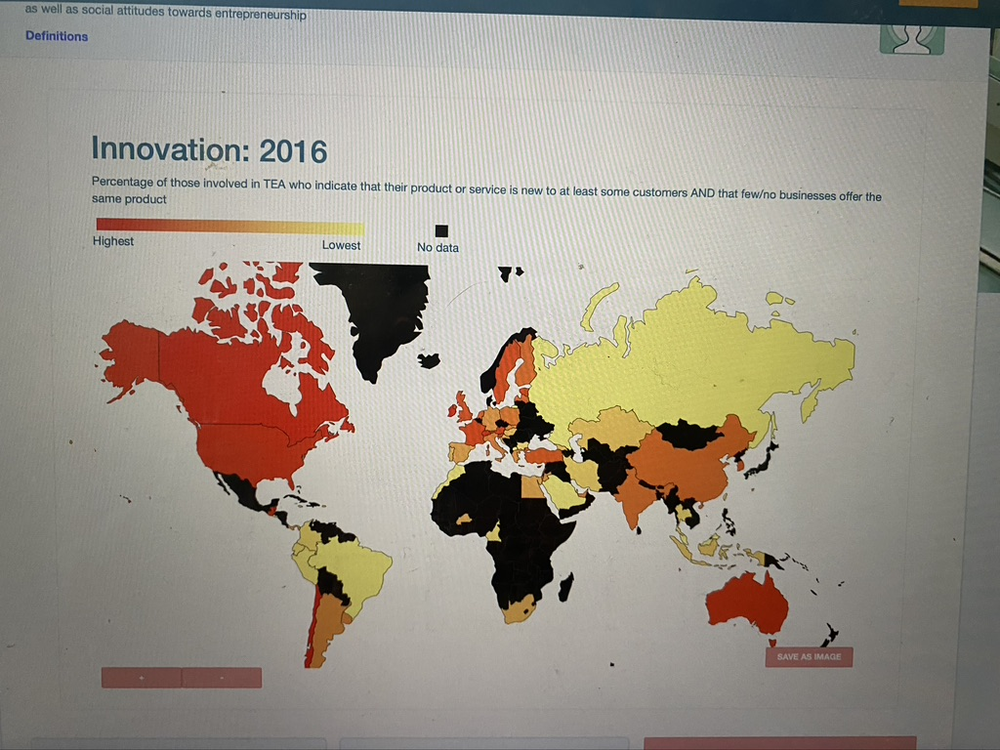 as well as social attitudes towards entrepreneurship
Definitions
Innovation: 2016
Percentage of those involved in TEA who indicate that their product or service is new to at least some customers AND that few/no businesses offer the
same product
Highest
Lowest
No data
SAVE AS IMAGE
+
-